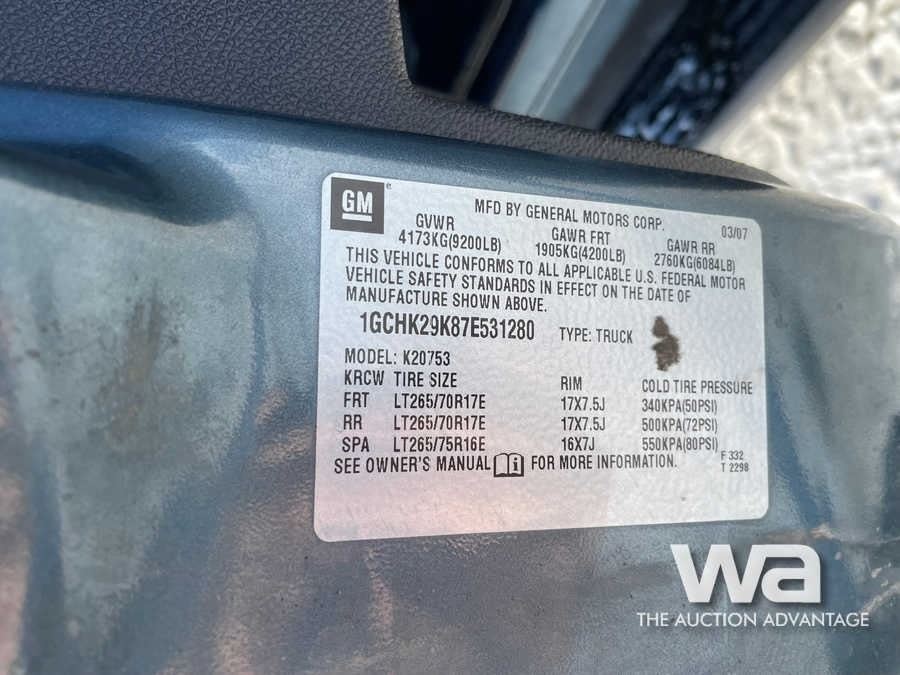 GM
MFD BY GENERAL MOTORS CORP. 03/07
GVWR GAWR FRT GAWR RR
4173KG(9200LB) 1905KG(4200LB) 2760KG(6084LB)
THIS VEHICLE CONFORMS TO ALL APPLICABLE U.S. FEDERAL MOTOR
VEHICLE SAFETY STANDARDS IN EFFECT ON THE DATE OF
MANUFACTURE SHOWN ABOVE.
1GCHK29K87E531280 TYPE: TRUCK
MODEL: K20753
KRCW TIRE SIZE RIM COLD TIRE PRESSURE
FRT LT265/70R17E 17X7.5J 340KPA(50PSI)
RR LT265/70R17E 17X7.5J 500KPA(72PSI)
SPA LT265/75R16E 16X7J 550KPA(80PSI)
SEE OWNER'S MANUAL FOR MORE INFORMATION.
F 332
T 2298
wa
THE AUCTION ADVANTAGE